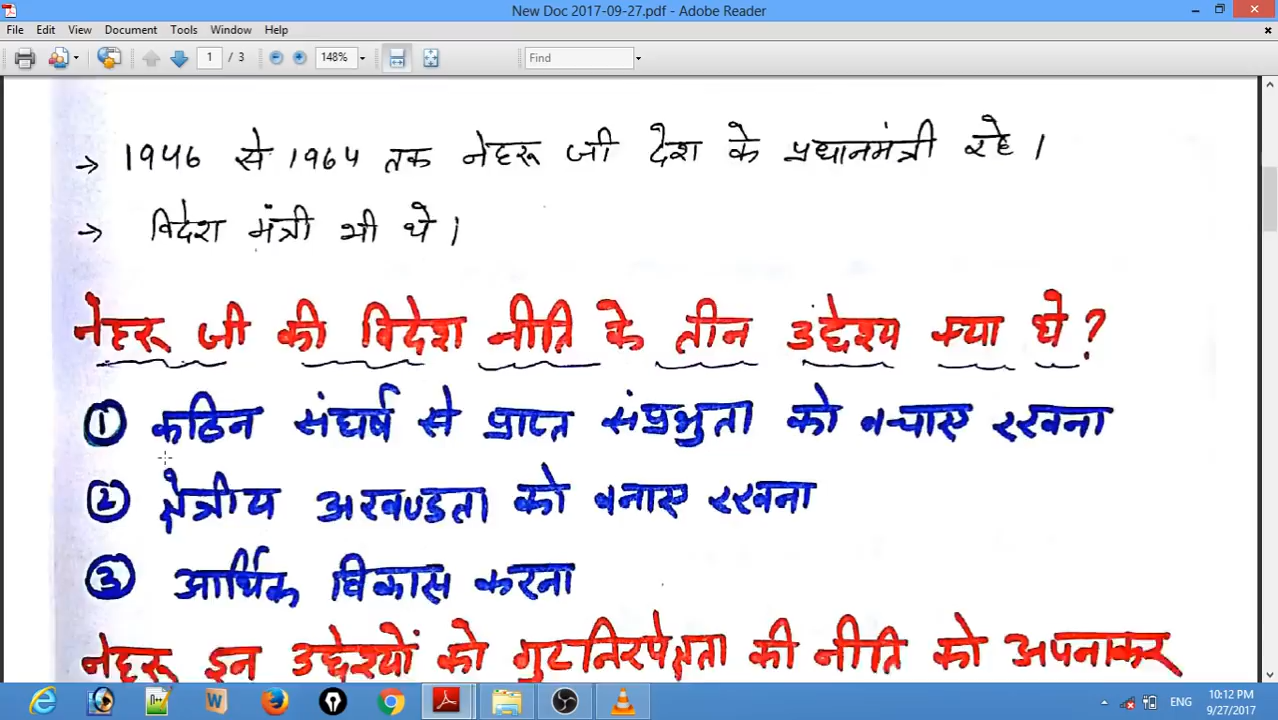 New Doc 2017-09-27.pdf - Adobe Reader
File Edit View Document Tools Window Help
1 / 3 148% Find
→ 1946 से 1964 तक नेहरू जी देश के प्रधानमंत्री रहे ।
→ विदेश मंत्री भी थे ।
नेहरू जी की विदेश नीति के तीन उद्देश्य क्या थे ?
① कठिन संघर्ष से प्राप्त संप्रभुता को बचाए रखना
② क्षेत्रीय अखण्डता को बनाए रखना
③ आर्थिक विकास करना
नेहरू इन उद्देश्यों को गुटनिरपेक्षता की नीति को अपनाकर
ENG 10:12 PM
9/27/2017